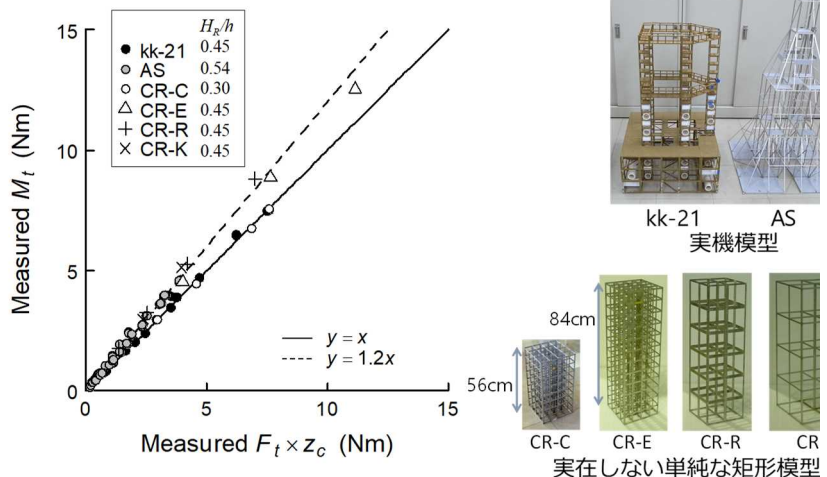 15
10
5
0
Measured M_t (Nm)
H_R/h
kk-21 0.45
AS 0.54
CR-C 0.30
CR-E 0.45
CR-R 0.45
CR-K 0.45
y = x
y = 1.2x
0
5
10
15
Measured F_t × z_c (Nm)
kk-21
AS
実機模型
84cm
56cm
CR-C
CR-E
CR-R
CR
実在しない単純な矩形模型